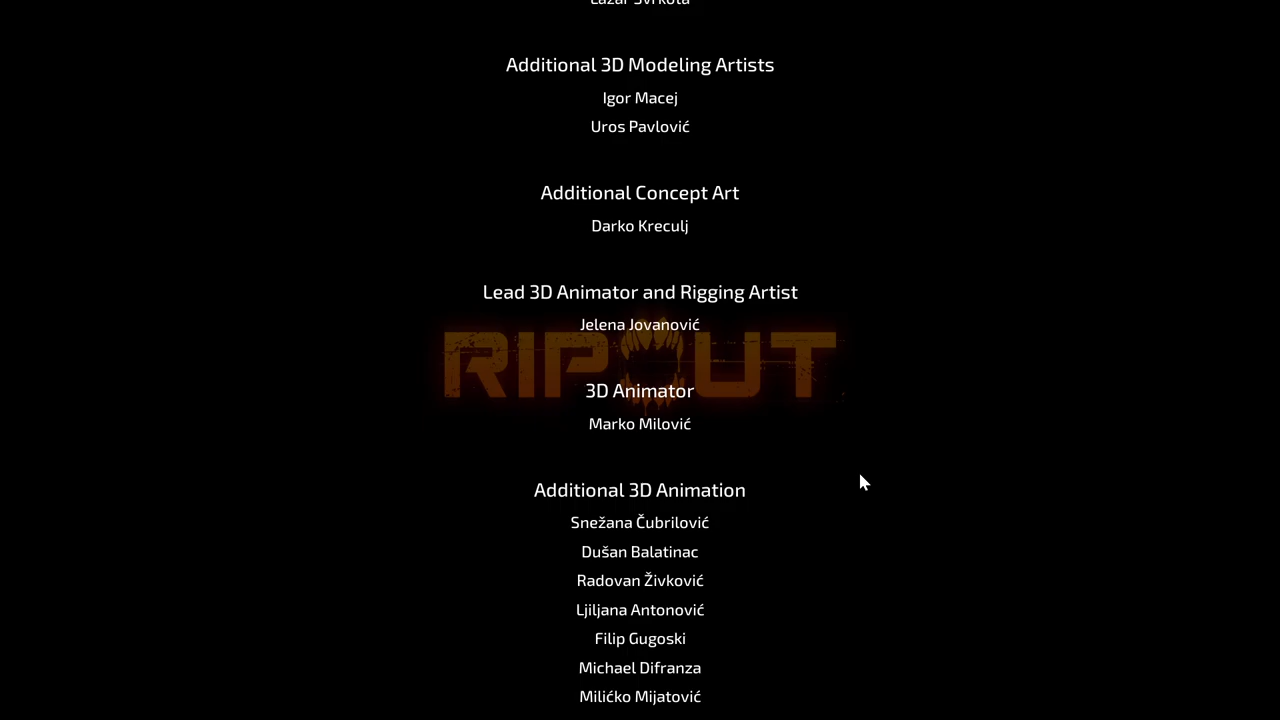 Additional 3D Modeling Artists
Igor Macej
Uros Pavlović
Additional Concept Art
Darko Kreculj
Lead 3D Animator and Rigging Artist
Jelena Jovanović
RIPOUT
3D Animator
Marko Milović
Additional 3D Animation
Snežana Čubrilović
Dušan Balatinac
Radovan Živković
Ljiljana Antonović
Filip Gugoski
Michael Difranza
Milićko Mijatović